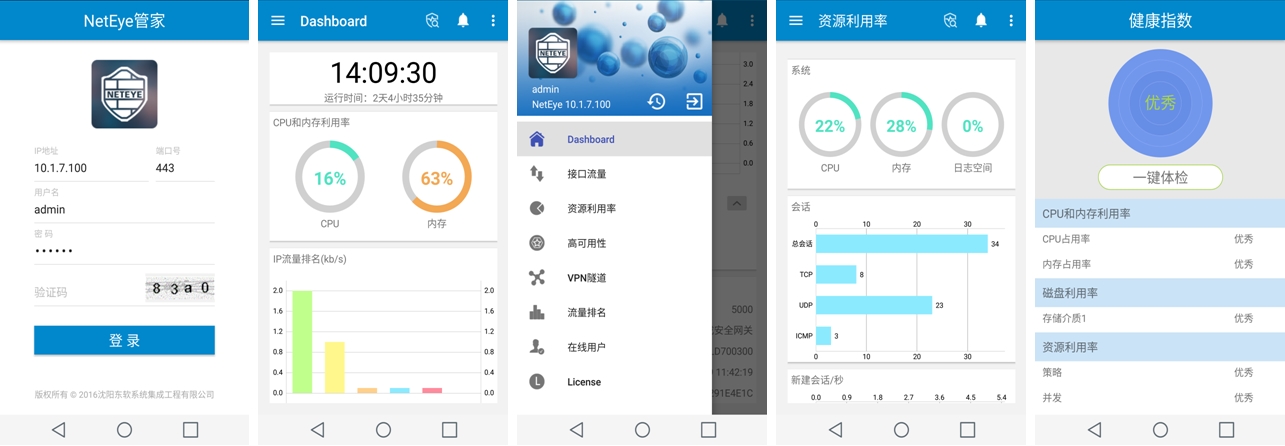 NetEye管家
NETEYE
IP地址 端口号
10.1.7.100 443
用户名
admin
密 码
••••••
验证码 8 3 a 0
登 录
版权所有 © 2016沈阳东软系统集成工程有限公司
Dashboard
14:09:30
运行时间：2天4小时35分钟
CPU和内存利用率
16% 63%
CPU 内存
IP流量排名(kb/s)
2.0 2.0
1.6 1.6
1.2 1.2
0.8 0.8
0.4 0.4
0.0 0.0
NETEYE
admin
NetEye 10.1.7.100
Dashboard
接口流量
资源利用率
高可用性
VPN隧道
流量排名
在线用户
L License
3.0
2.4
1.8
1.2
0.6
0.0
5000
安全网关
LD700300
11:42:19
291E4E1C
资源利用率
系统
22% 28% 0%
CPU 内存 日志空间
会话
0 10 20 30
总会话 34
TCP 8
UDP 23
ICMP 3
0 10 20 30
新建会话/秒
0.0 0.9 1.8 2.7 3.6 4.5 5.4
健康指数
优秀
一键体检
CPU和内存利用率
CPU占用率 优秀
内存占用率 优秀
磁盘利用率
存储介质1 优秀
资源利用率
策略 优秀
并发 优秀